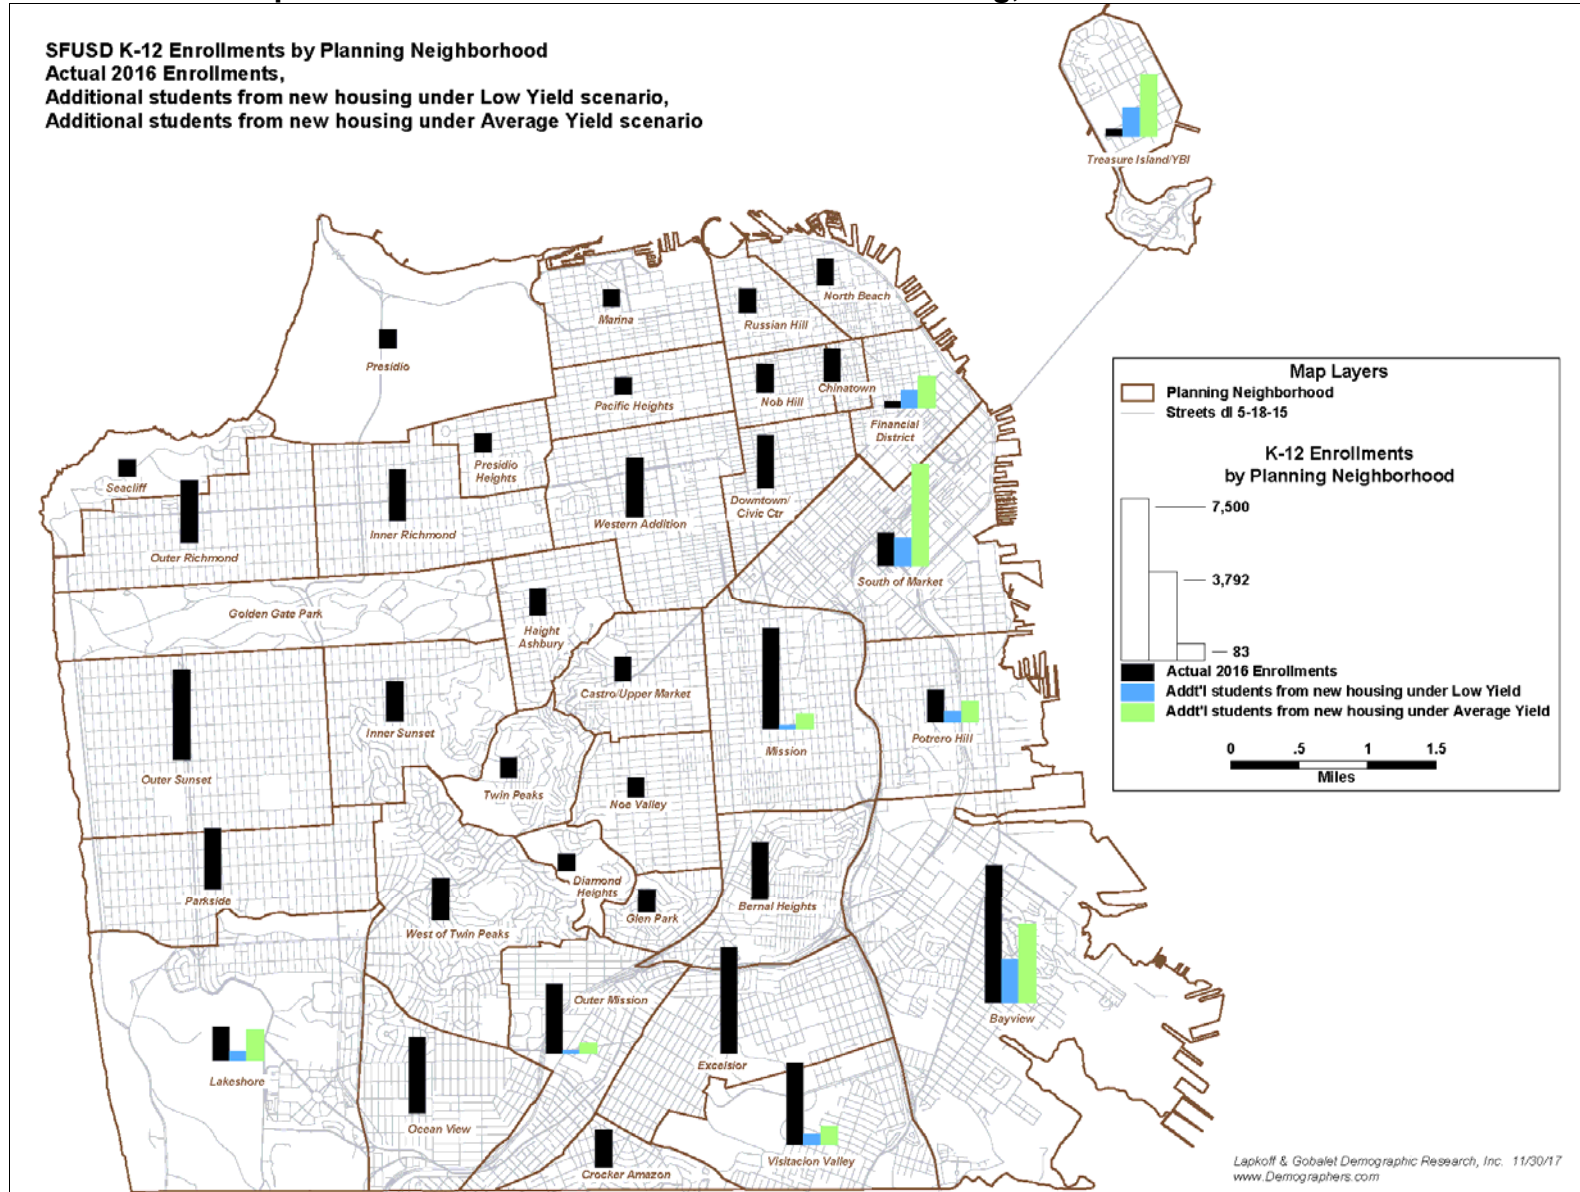 SFUSD K-12 Enrollments by Planning Neighborhood
Actual 2016 Enrollments,
Additional students from new housing under Low Yield scenario,
Additional students from new housing under Average Yield scenario
Treasure Island/YBI
North Beach
Marina
Russian Hill
Presidio
Chinatown
Pacific Heights
Nob Hill
Financial
District
Presidio
Heights
Seacliff
Downtown/
Civic Ctr
Western Addition
Inner Richmond
Outer Richmond
South of Market
Golden Gate Park
Haight
Ashbury
Castro/Upper Market
Inner Sunset
Potrero Hill
Mission
Outer Sunset
Twin Peaks
Noe Valley
Diamond
Heights
Parkside
Bernal Heights
Glen Park
West of Twin Peaks
Outer Mission
Bayview
Excelsior
Lakeshore
Ocean View
Visitacion Valley
Crocker Amazon
Map Layers
Planning Neighborhood
Streets dl 5-18-15
K-12 Enrollments
by Planning Neighborhood
7,500
3,792
83
Actual 2016 Enrollments
Addt'l students from new housing under Low Yield
Addt'l students from new housing under Average Yield
0 .5 1 1.5
Miles
Lapkoff & Gobalet Demographic Research, Inc. 11/30/17
www.Demographers.com